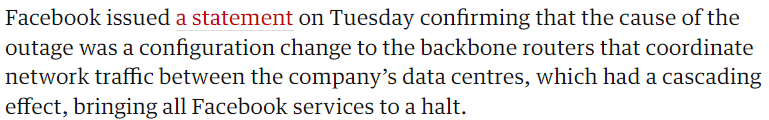 Facebook issued a statement on Tuesday confirming that the cause of the
outage was a configuration change to the backbone routers that coordinate
network traffic between the company’s data centres, which had a cascading
effect, bringing all Facebook services to a halt.